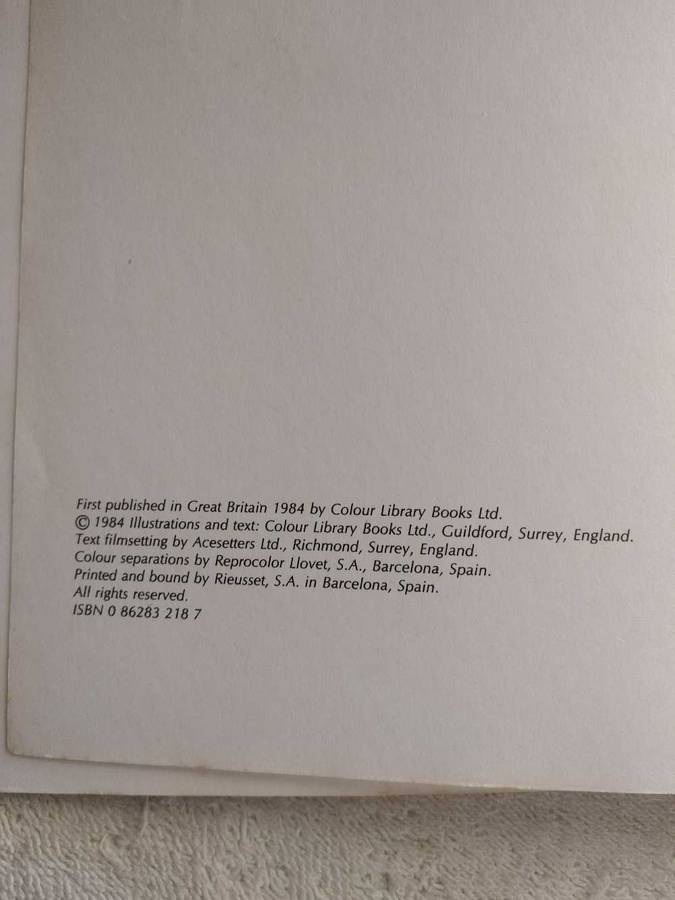 First published in Great Britain 1984 by Colour Library Books Ltd.
© 1984 Illustrations and text: Colour Library Books Ltd., Guildford, Surrey, England.
Text filmsetting by Acesetters Ltd., Richmond, Surrey, England.
Colour separations by Reprocolor Llovet, S.A., Barcelona, Spain.
Printed and bound by Rieusset, S.A. in Barcelona, Spain.
All rights reserved.
ISBN 0 86283 218 7